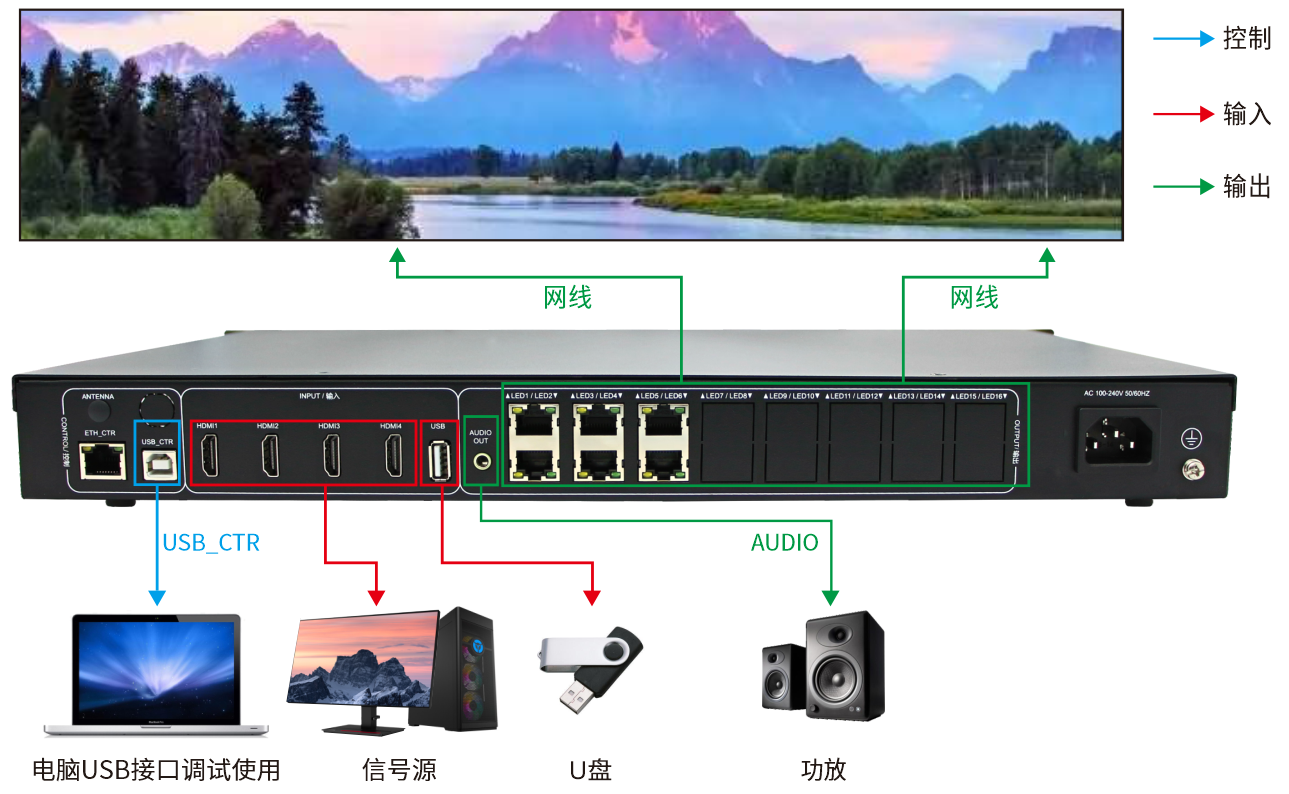 控制
输入
输出
网线
网线
ANTENNA
INPUT / 输入
AC 100-240V 50/60HZ
▲LED1 / LED2▼
▲LED3 / LED4▼
▲LED5 / LED6▼
▲LED7 / LED8▼
▲LED9 / LED10▼
▲LED11 / LED12▼
▲LED13 / LED14▼
▲LED15 / LED16▼
CONTROL/ 控制
ETH_CTR
USB_CTR
HDMI1
HDMI2
HDMI3
HDMI4
USB
AUDIO
OUT
OUTPUT/ 输出
USB_CTR
AUDIO
电脑USB接口调试使用
信号源
U盘
功放